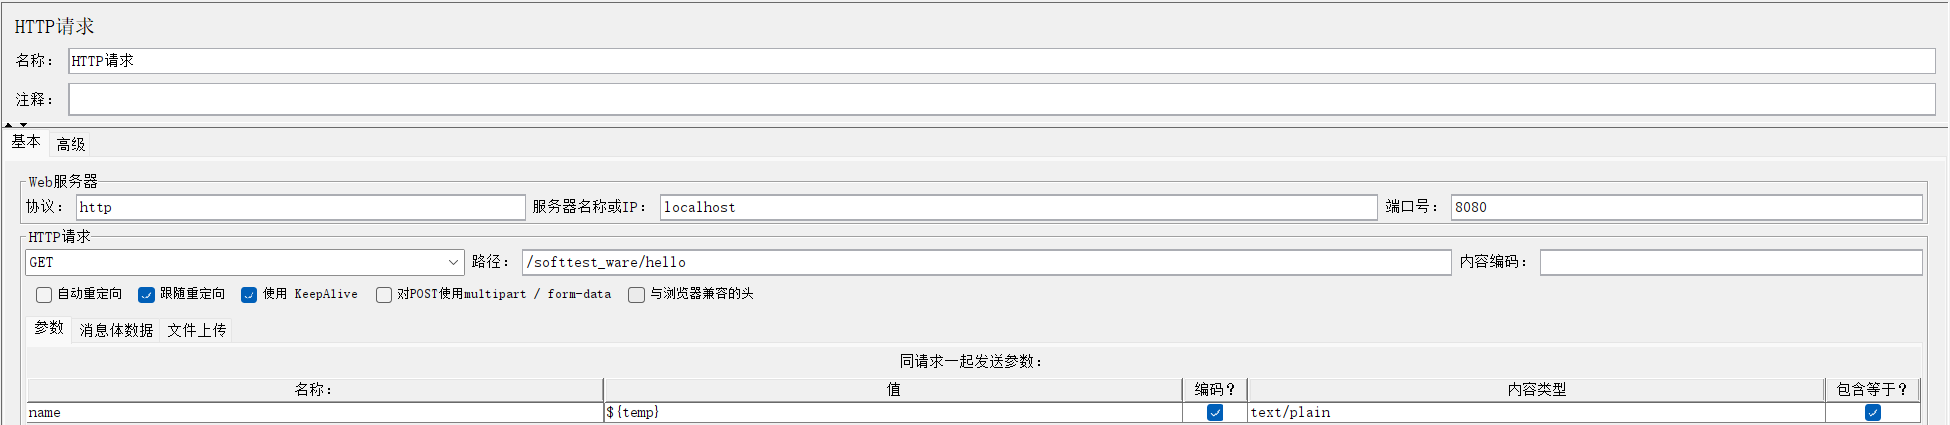 HTTP请求
名称： HTTP请求
注释：
基本 高级
Web服务器
协议： http 服务器名称或IP： localhost 端口号： 8080
HTTP请求
GET 路径： /softtest_ware/hello 内容编码：
自动重定向 跟随重定向 使用 KeepAlive 对POST使用multipart / form-data 与浏览器兼容的头
参数 消息体数据 文件上传
同请求一起发送参数：
名称： 值 编码？ 内容类型 包含等于？
name ${temp} text/plain